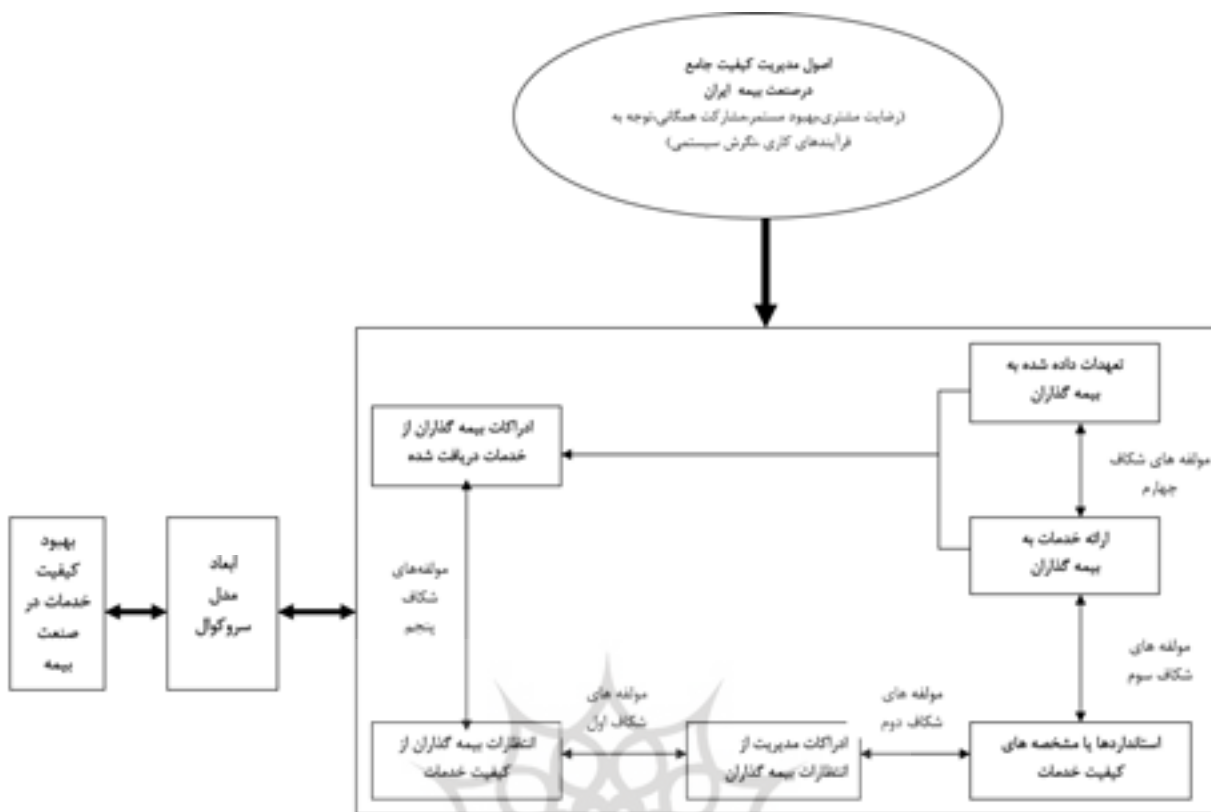 اصول مدیریت کیفیت جامع
درصنعت بیمه ایران
(رضایت مشتری،بهبود مستمر،مشارکت همگانی،توجه به
فرآیندهای کاری ،نگرش سیستمی)
تعهدات داده شده به
بیمه گذاران
ادراکات بیمه گذاران از
خدمات دریافت شده
مولفه های شکاف
چهارم
ارائه خدمات به
بیمه گذاران
مولفه‌های
شکاف
پنجم
مولفه های
شکاف سوم
استانداردها یا مشخصه های
کیفیت خدمات
مولفه های
شکاف دوم
ادراکات مدیریت از
انتظارات بیمه گذاران
مولفه های
شکاف اول
انتظارات بیمه گذاران از
کیفیت خدمات
ابعاد
مدل
سروکوال
بهبود
کیفیت
خدمات در
صنعت
بیمه